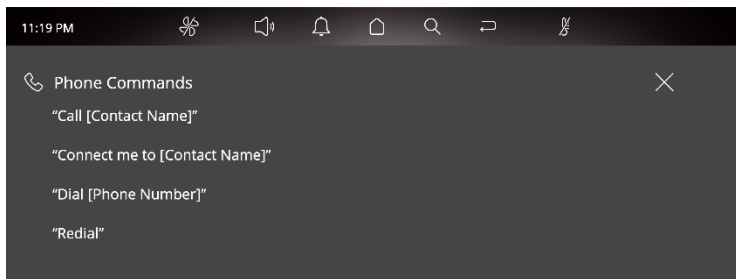 11:19 PM
Phone Commands
“Call [Contact Name]”
“Connect me to [Contact Name]”
“Dial [Phone Number]”
“Redial”